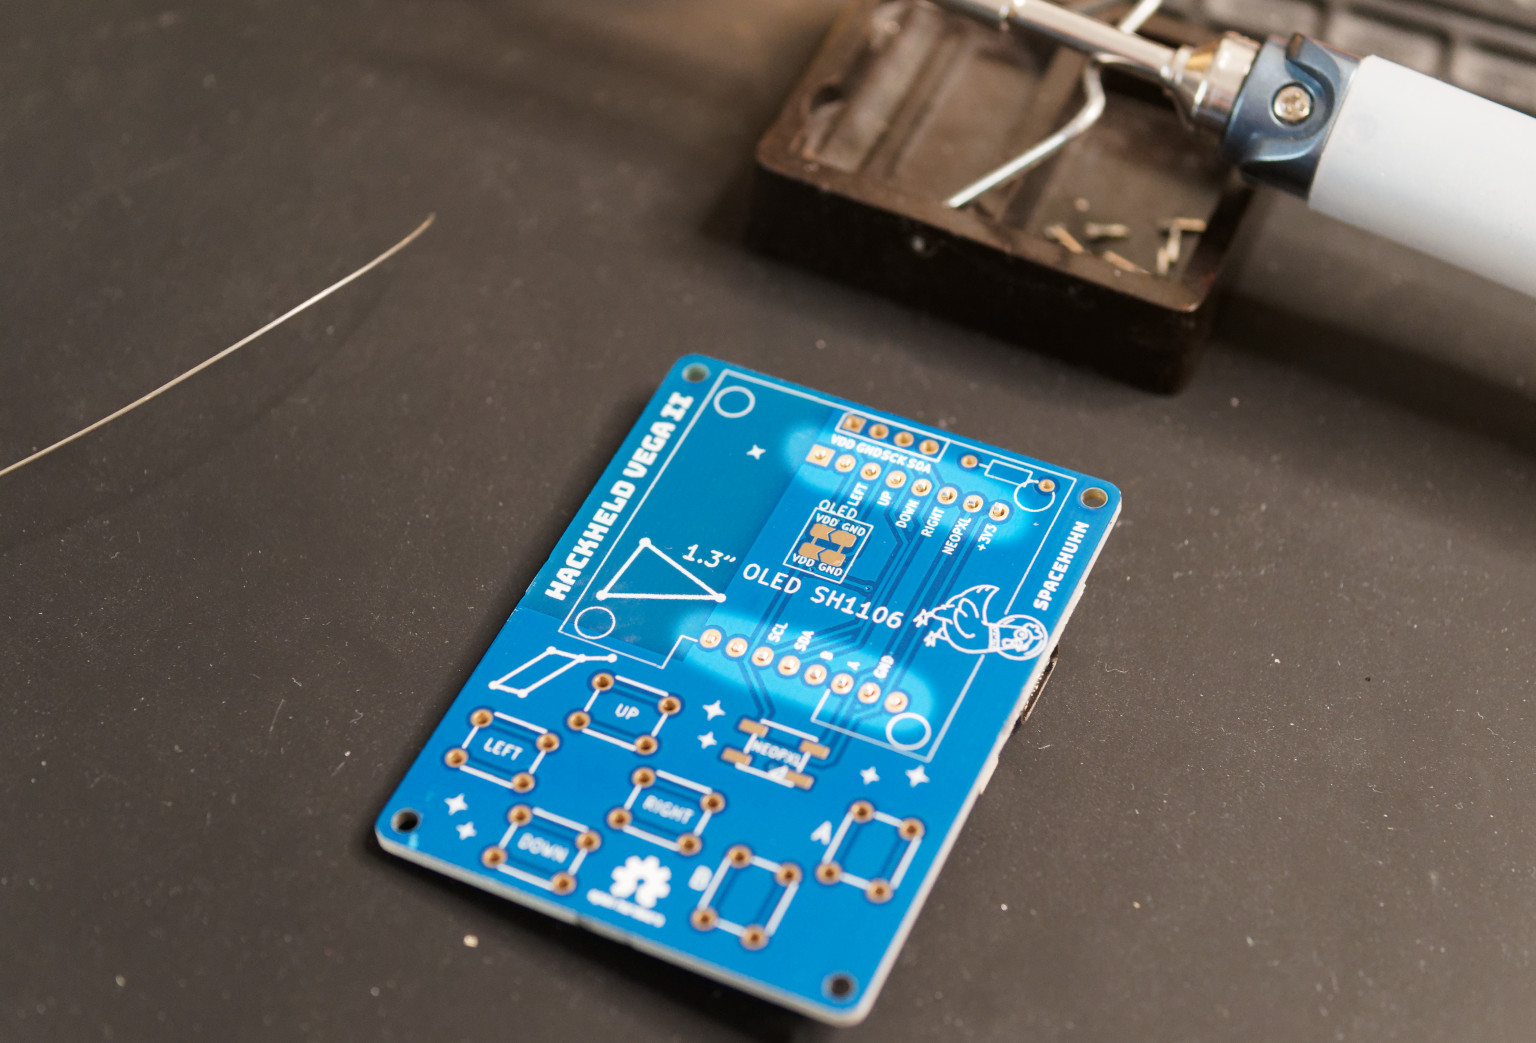 HACKHELD VEGA II
VDD GND SCK SDA
LEFT
UP
DOWN
RIGHT
NEOPXL
+3V3
OLED
VDD GND
VDD GND
1.3”
OLED SH1106
SPACEHUHN
SCL
SDA
B
A
GND
UP
LEFT
NEOPXL
RIGHT
DOWN
A
B